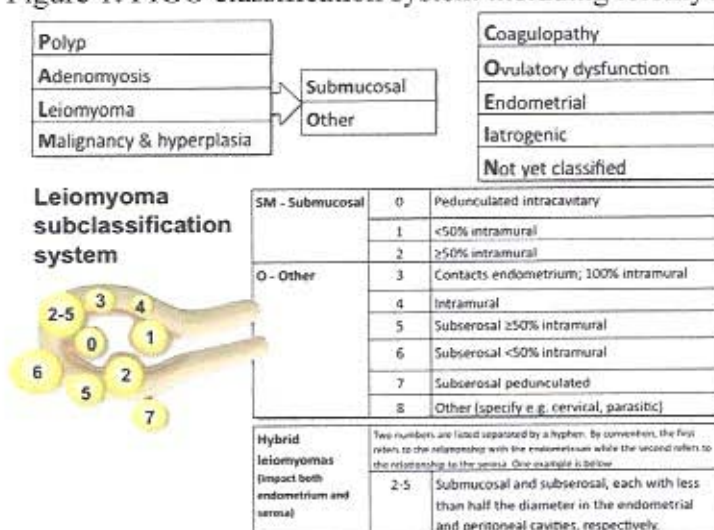 Polyp
Adenomyosis
Leiomyoma
Malignancy & hyperplasia
Submucosal
Other
Coagulopathy
Ovulatory dysfunction
Endometrial
Iatrogenic
Not yet classified
Leiomyoma
subclassification
system
2-5
3
4
0
1
6
5
2
7
SM - Submucosal
0
Pedunculated intracavitary
1
<50% intramural
2
≥50% intramural
O - Other
3
Contacts endometrium; 100% intramural
4
Intramural
5
Subserosal ≥50% intramural
6
Subserosal <50% intramural
7
Subserosal pedunculated
8
Other (specify e.g. cervical, parasitic)
Hybrid
leiomyomas
(impact both
endometrium and
serosa)
Two numbers are listed separated by a hyphen. By convention, the first
refers to the relationship with the endometrium while the second refers to
the relationship to the serosa. One example is below
2-5
Submucosal and subserosal, each with less
than half the diameter in the endometrial
and peritoneal cavities, respectively.